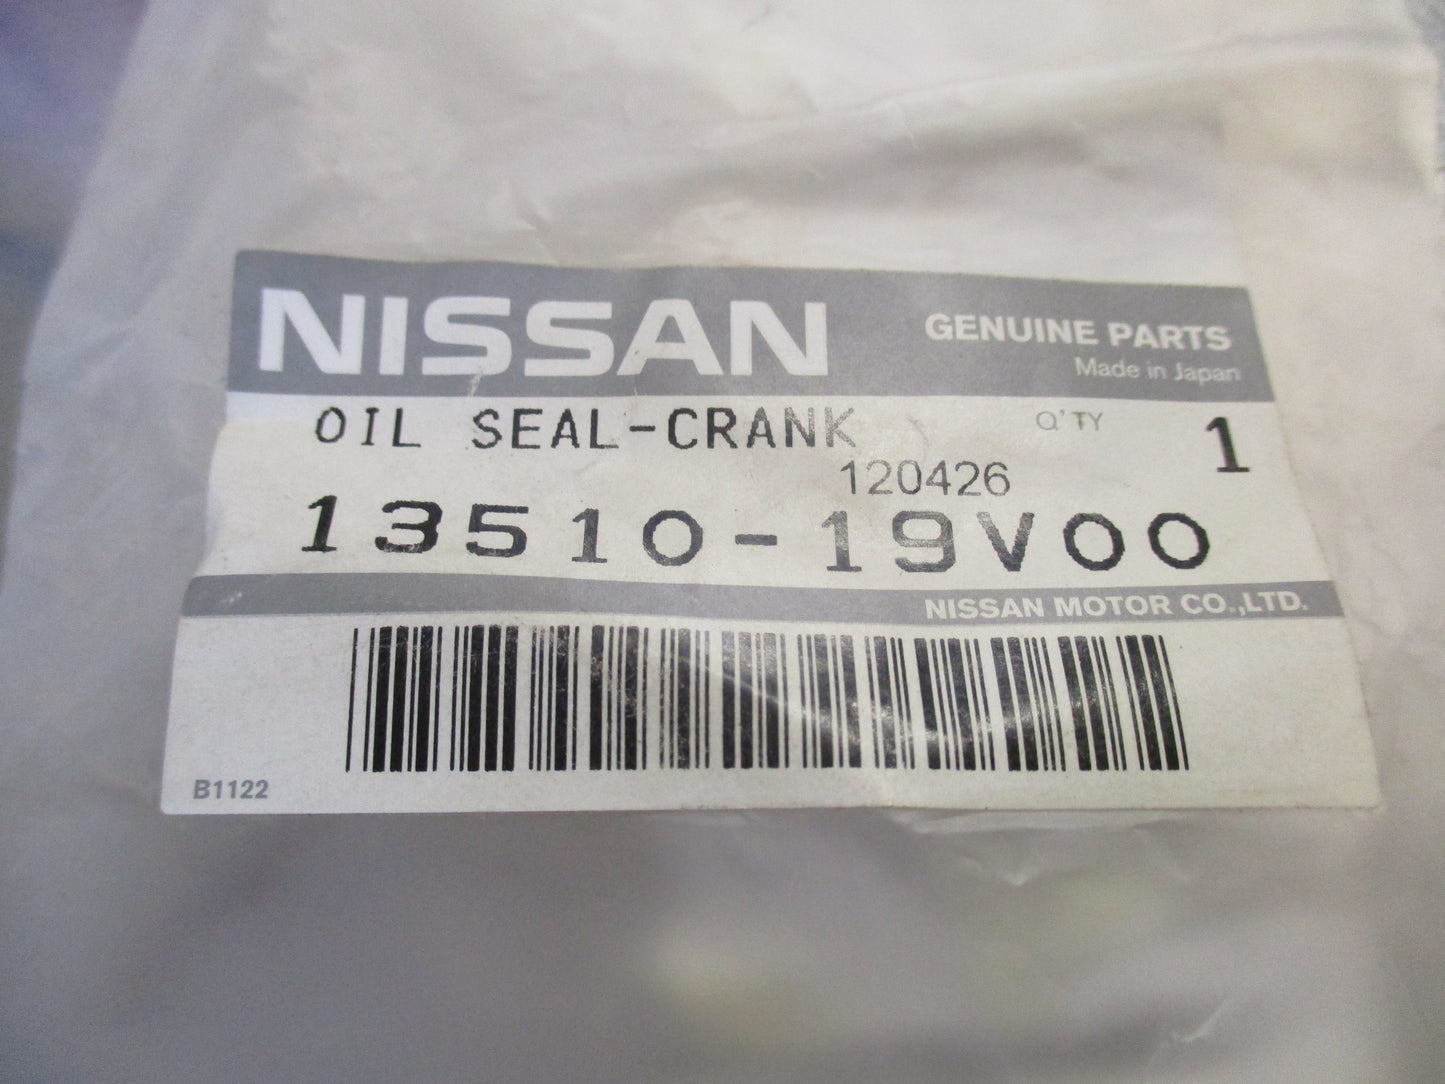 NISSAN GENUINE PARTS
Made in Japan
OIL SEAL-CRANK Q'TY 1
120426
13510-19V00
NISSAN MOTOR CO.,LTD.
B1122